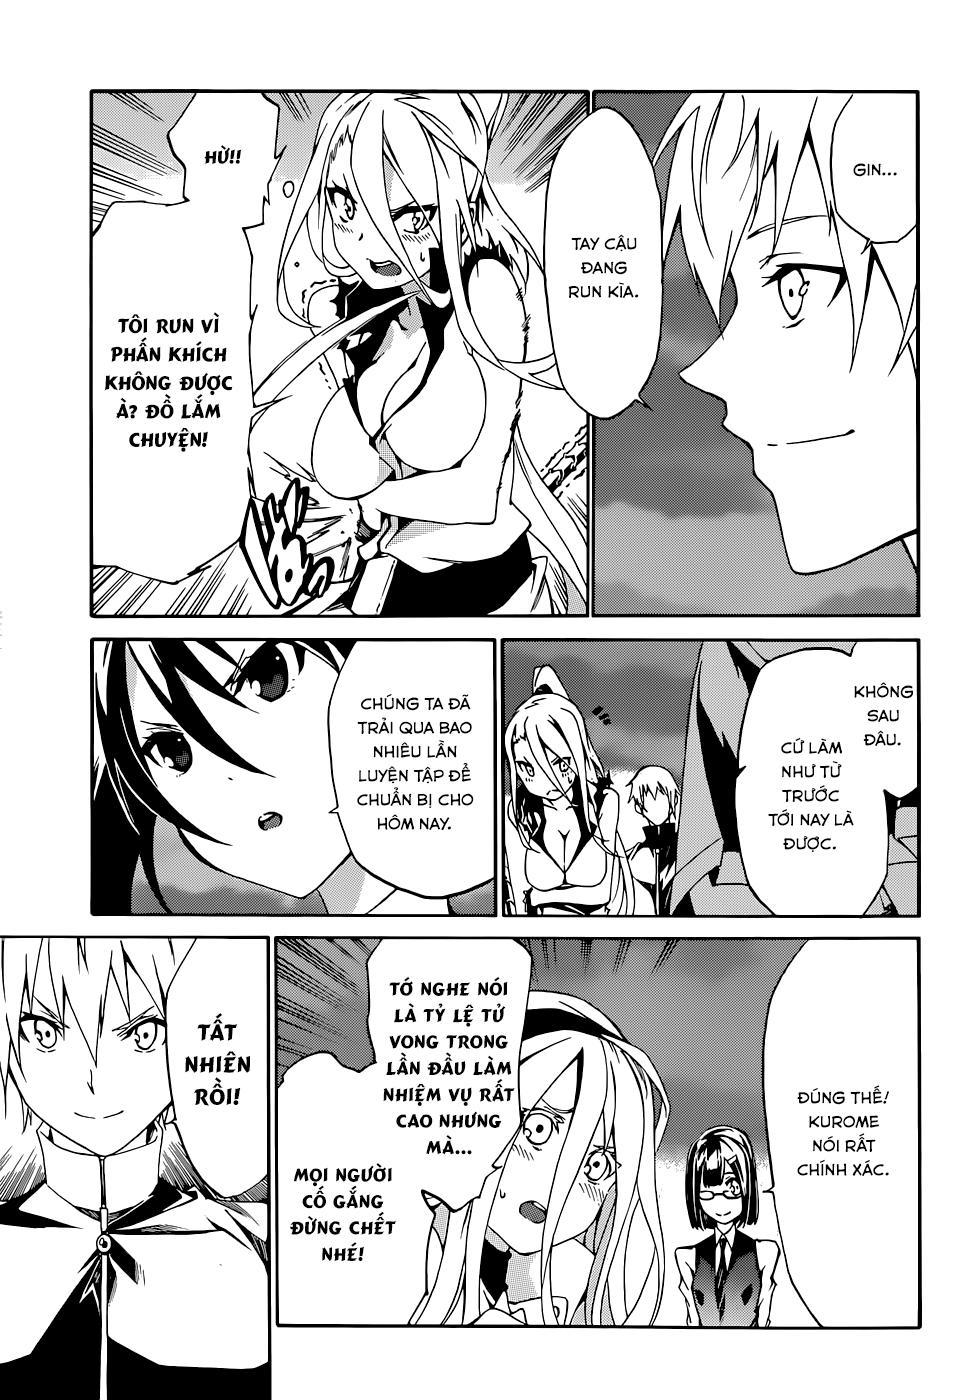 GIN...
TAY CẬU
ĐANG
RUN KÌA.
HỪ!!
TÔI RUN VÌ
PHẤN KHÍCH
KHÔNG ĐƯỢC
À? ĐỒ LẮM
CHUYỆN!
KHÔNG
SAU
ĐÂU.
CỨ LÀM
NHƯ TỪ
TRƯỚC
TỚI NAY LÀ
ĐƯỢC.
CHÚNG TA ĐÃ
TRẢI QUA BAO
NHIÊU LẦN
LUYỆN TẬP ĐỂ
CHUẨN BỊ CHO
HÔM NAY.
ĐÚNG THẾ!
KUROME
NÓI RẤT
CHÍNH XÁC.
TỚ NGHE NÓI
LÀ TỶ LỆ TỬ
VONG TRONG
LẦN ĐẦU LÀM
NHIỆM VỤ RẤT
CAO NHƯNG
MÀ...
MỌI NGƯỜI
CỐ GẮNG
ĐỪNG CHẾT
NHÉ!
TẤT
NHIÊN
RỒI!